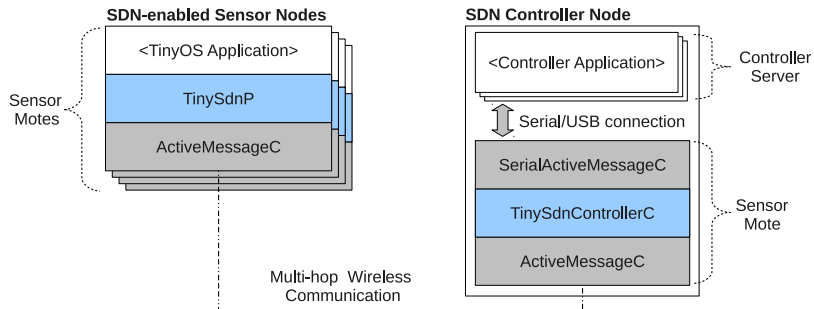 SDN-enabled Sensor Nodes
<TinyOS Application>
TinySdnP
ActiveMessageC
Sensor
Motes
SDN Controller Node
<Controller Application>
Controller
Server
Serial/USB connection
SerialActiveMessageC
TinySdnControllerC
ActiveMessageC
Sensor
Mote
Multi-hop Wireless
Communication